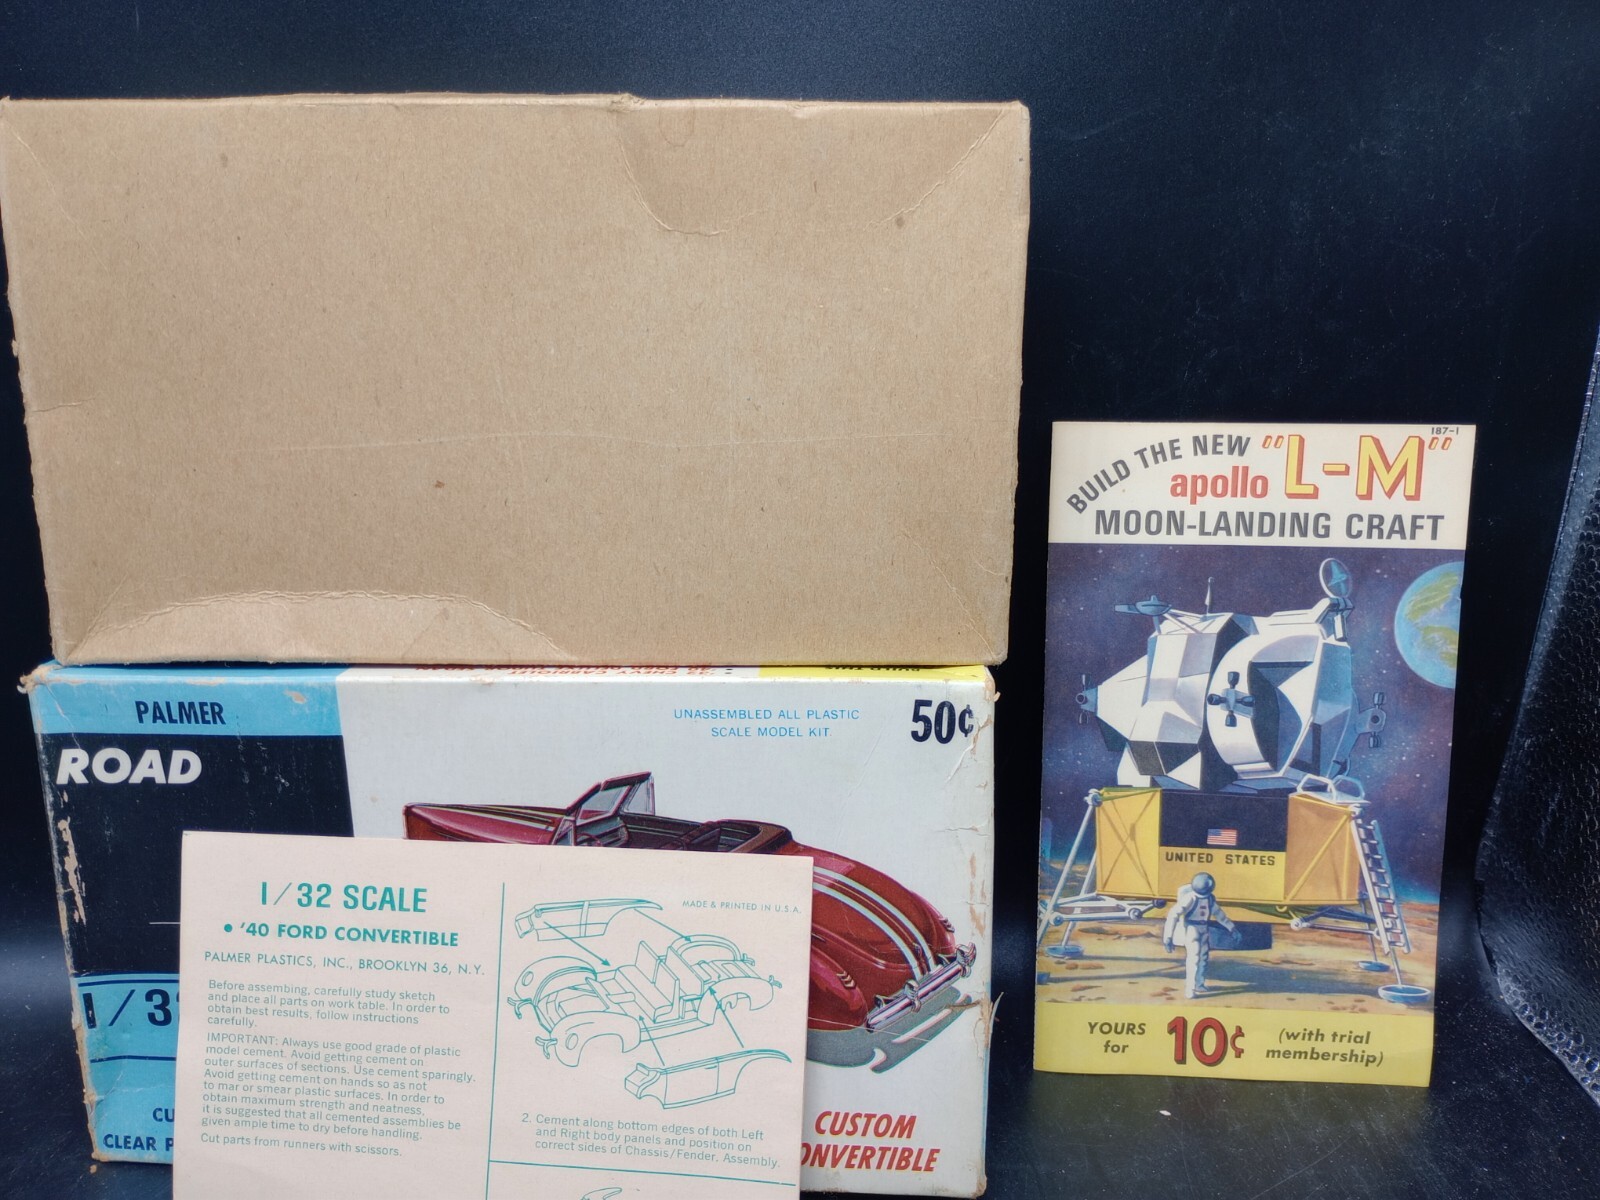 PALMER
ROAD
UNASSEMBLED ALL PLASTIC
SCALE MODEL KIT.
50¢
1/3
CU
CLEAR P
CUSTOM
ONVERTIBLE
1/32 SCALE
• '40 FORD CONVERTIBLE
PALMER PLASTICS, INC., BROOKLYN 36, N.Y.
Before assembling, carefully study sketch
and place all parts on work table. In order to
obtain best results, follow instructions
carefully.
IMPORTANT: Always use good grade of plastic
model cement. Avoid getting cement on
outer surfaces of sections. Use cement sparingly.
Avoid getting cement on hands so as not
to mar or smear plastic surfaces. In order to
obtain maximum strength and neatness,
it is suggested that all cemented assemblies be
given ample time to dry before handling.
Cut parts from runners with scissors.
MADE & PRINTED IN U.S.A.
2. Cement along bottom edges of both Left
and Right body panels and position on
correct sides of Chassis/Fender, Assembly.
187-1
BUILD THE NEW "L-M"
apollo
MOON-LANDING CRAFT
UNITED STATES
YOURS
for
10¢
(with trial
membership)